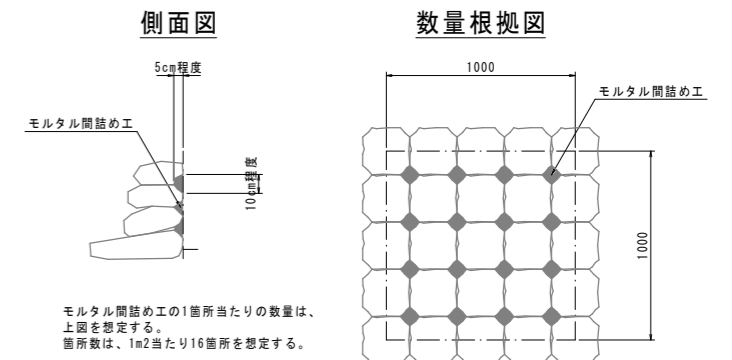 側面図
数量根拠図
5cm程度
モルタル間詰め工
10cm程度
1000
モルタル間詰め工
1000
モルタル間詰め工の1箇所当たりの数量は、
上図を想定する。
箇所数は、1m2当たり16箇所を想定する。